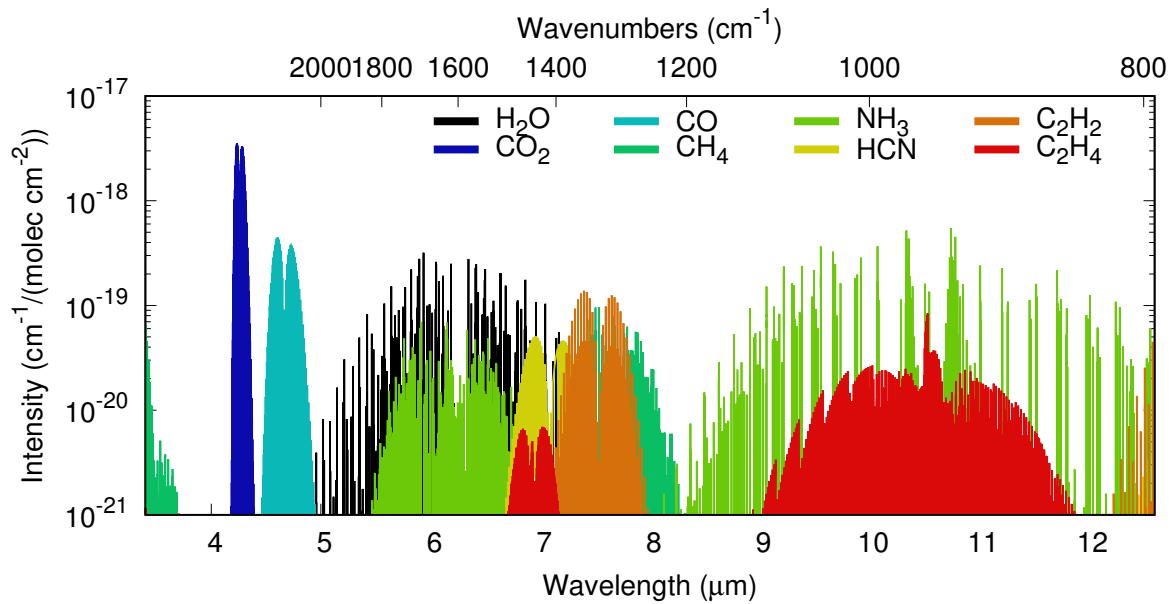 Wavenumbers (cm⁻¹)
2000 1800 1600 1400 1200 1000 800
10⁻¹⁷
H₂O CO NH₃ C₂H₂
CO₂ CH₄ HCN C₂H₄
10⁻¹⁸
10⁻¹⁹
10⁻²⁰
10⁻²¹
Intensity (cm⁻¹/(molec cm⁻²))
4 5 6 7 8 9 10 11 12
Wavelength (μm)